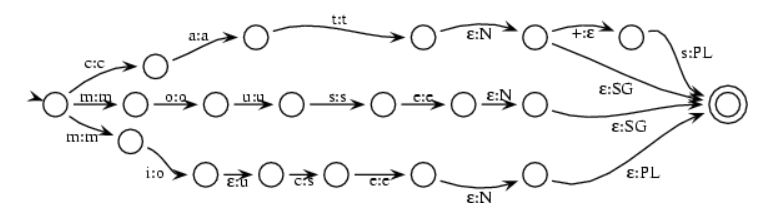 c:c a:a t:t ε:N +:ε s:PL
ε:SG
m:m o:o u:u s:s e:e ε:N
ε:SG
m:m i:o ε:u c:s e:e ε:N ε:PL